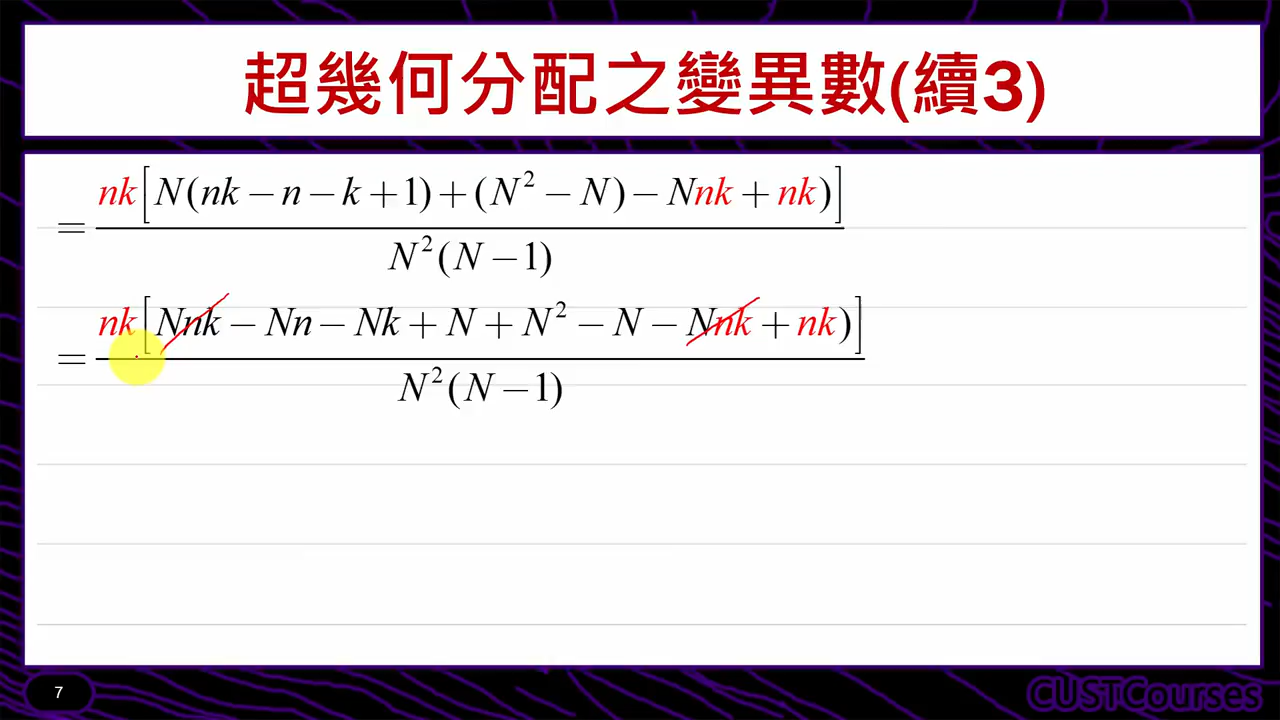 超幾何分配之變異數(續3)
= nk[N(nk − n − k + 1) + (N² − N) − Nnk + nk)] / N²(N − 1)
= nk[Nnk − Nn − Nk + N + N² − N − Nnk + nk)] / N²(N − 1)
7
CUSTCourses